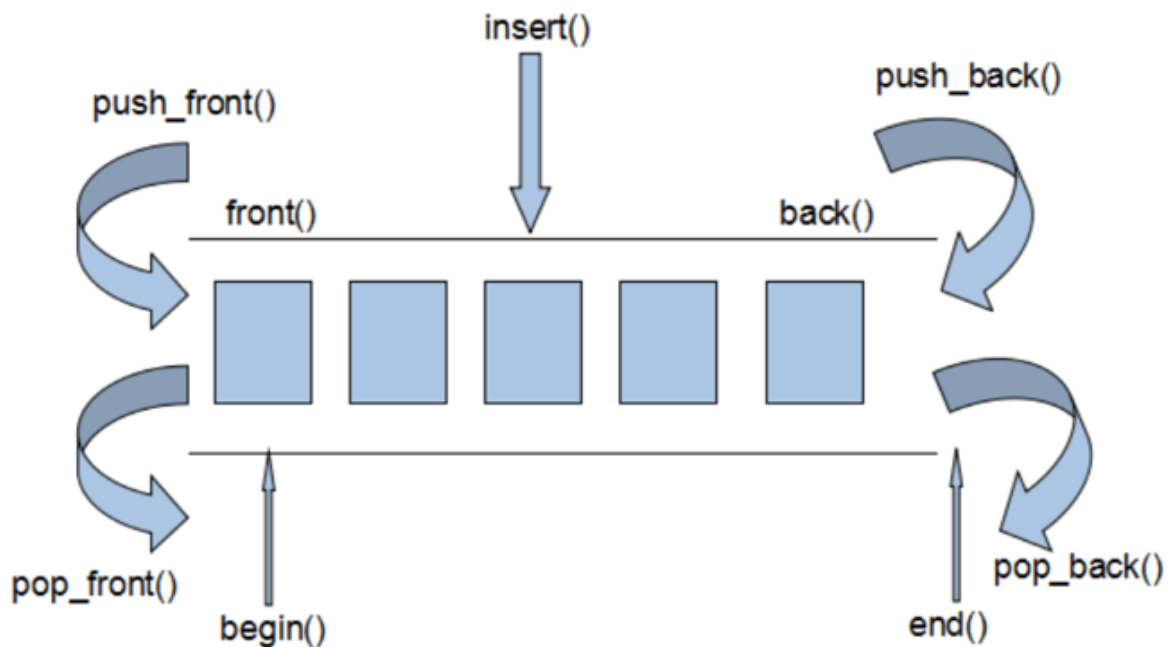 insert()
push_back()
push_front()
front()
back()
pop_front()
pop_back()
begin()
end()